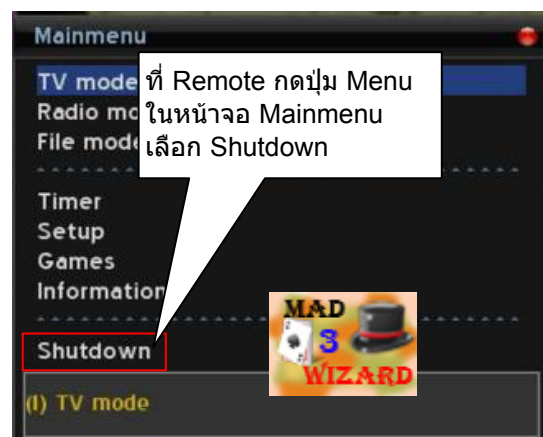 Mainmenu
TV mode
Radio mo
File mode
ที่ Remote กดปุ่ม Menu
ในหน้าจอ Mainmenu
เลือก Shutdown
Timer
Setup
Games
Information
MAD
3
WIZARD
Shutdown
(I) TV mode